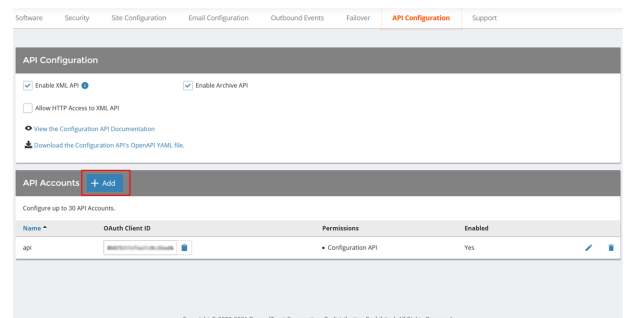 Software Security Site Configuration Email Configuration Outbound Events Failover API Configuration Support
API Configuration
Enable XML API Enable Archive API
Allow HTTP Access to XML API
View the Configuration API Documentation
Download the Configuration API's OpenAPI YAML file.
API Accounts + Add
Configure up to 30 API Accounts.
Name OAuth Client ID Permissions Enabled
api • Configuration API Yes